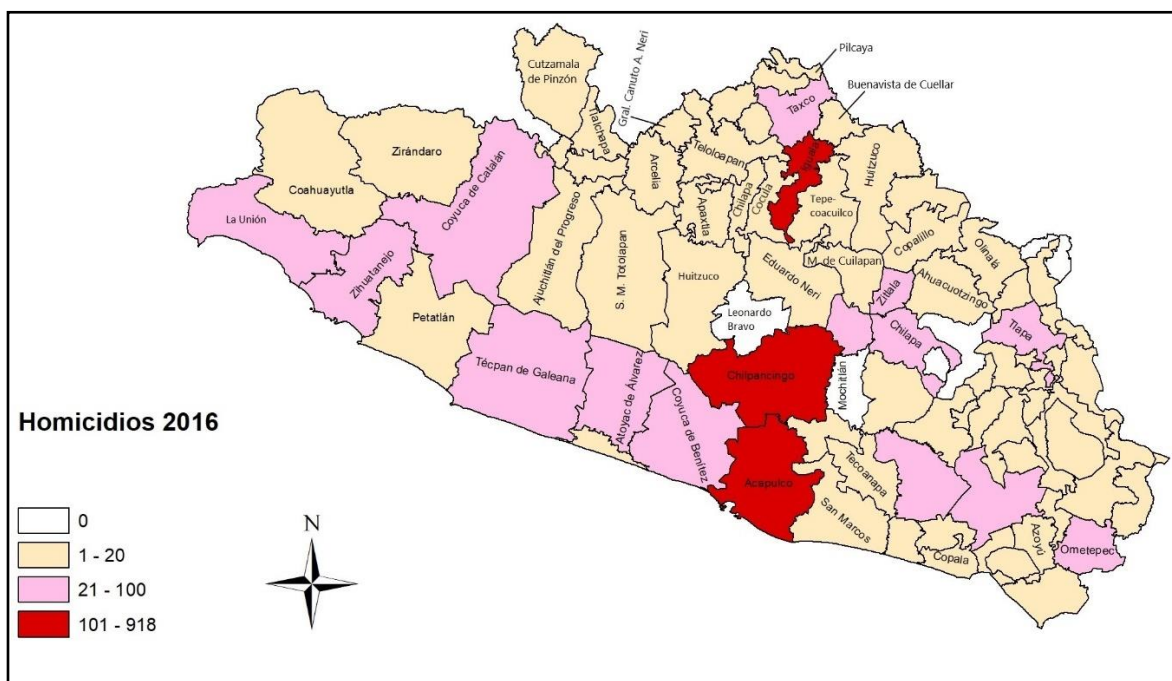 Pilcaya
Gral. Canuto A. Neri
Cutzamala
de Pinzón
Buenavista de Cuellar
Taxco
Tlalchapa
Zirándaro
Coyuca de Catalán
Arcelia
Teloloapan
Iguala
Huitzuco
Coahuayutla
Apaxtla
Chilapa
Cocula
Tepe-
coacuilco
La Unión
Ajuchitlán del Progreso
S. M. Totolapan
Copalillo
Olinalá
Zihuatanejo
Huitzuco
Eduardo Neri
M. de Cuilapan
Ahuacuotzingo
Zitlala
Petatlán
Leonardo
Bravo
Chilapa
Tlapa
Técpan de Galeana
Atoyac de Álvarez
Coyuca de Benítez
Chilpancingo
Mochitlán
Homicidios 2016
Acapulco
Tecoanapa
San Marcos
Copala
Azoyú
Ometepec
N
0
1 - 20
21 - 100
101 - 918